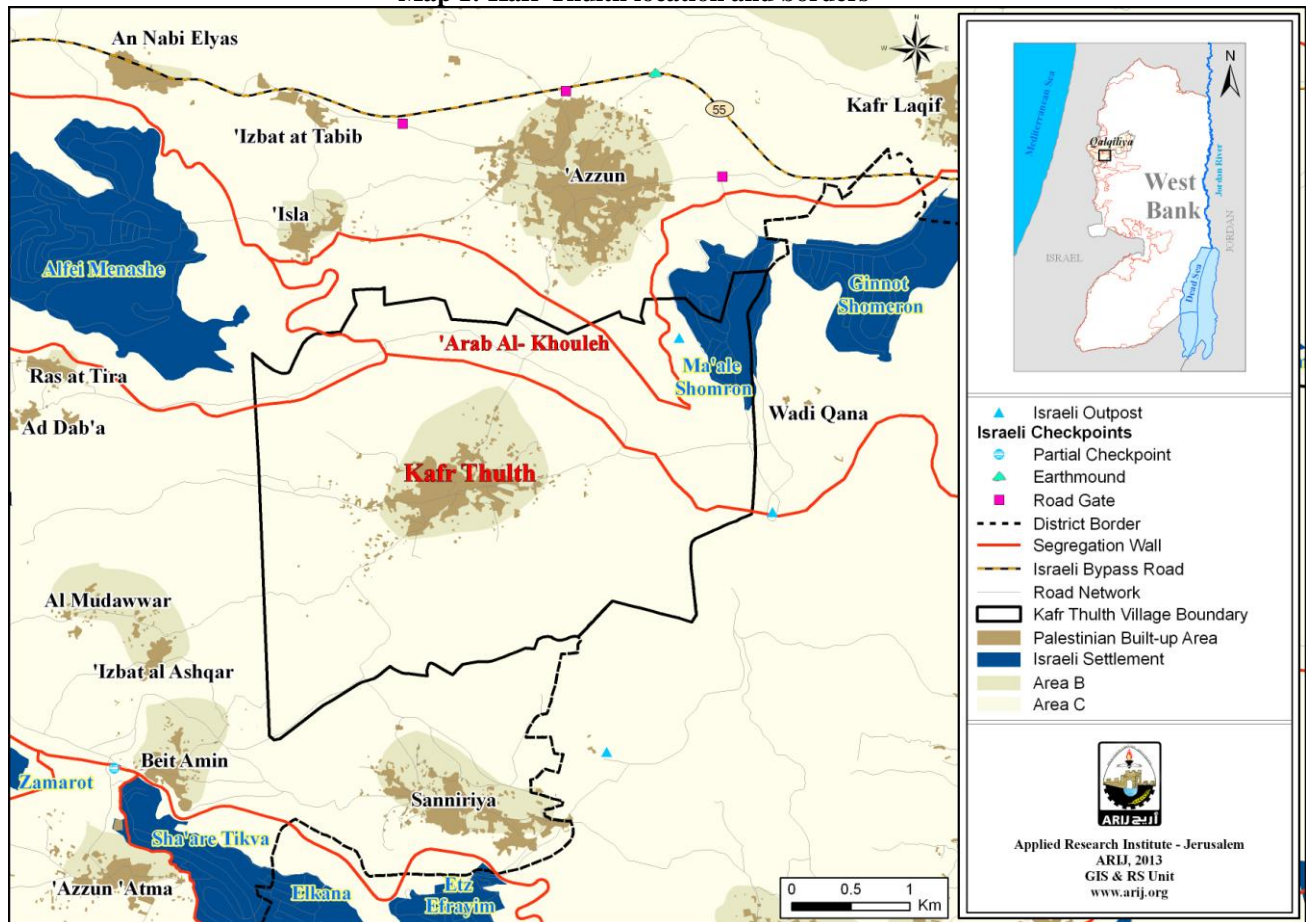 Map 1: Kafr Thulth location and borders
An Nabi Elyas
N
W
E
S
Kafr Laqif
'Izbat at Tabib
55
'Azzun
'Isla
Alfei Menashe
Ginnot
Shomeron
'Arab Al- Khouleh
Ma'ale
Shomron
Ras at Tira
Wadi Qana
Ad Dab'a
Kafr Thulth
Al Mudawwar
'Izbat al Ashqar
Beit Amin
Zamarot
Sanniriya
Sha'are Tikva
'Azzun 'Atma
Elkana
Etz
Efrayim
0 0.5 1
Km
N
Mediterranean Sea
Qalqiliya
West
Bank
Jordan River
JORDAN
ISRAEL
Dead Sea
Israeli Outpost
Israeli Checkpoints
Partial Checkpoint
Earthmound
Road Gate
District Border
Segregation Wall
Israeli Bypass Road
Road Network
Kafr Thulth Village Boundary
Palestinian Built-up Area
Israeli Settlement
Area B
Area C
ARIJ أريج
Applied Research Institute - Jerusalem
ARIJ, 2013
GIS & RS Unit
www.arij.org